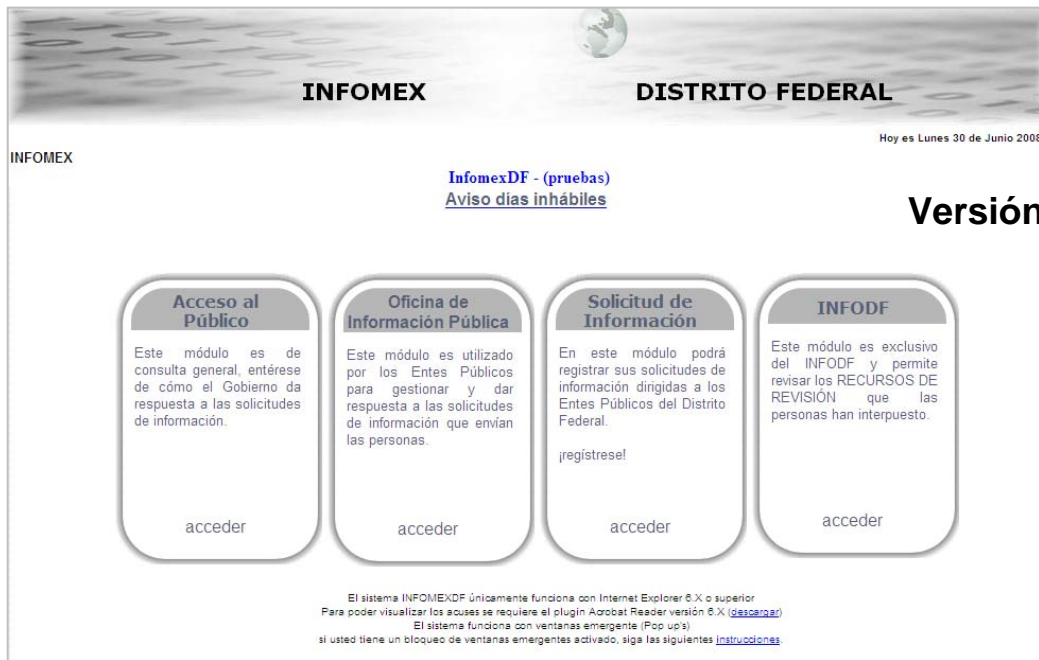 INFOMEX DISTRITO FEDERAL
Hoy es Lunes 30 de Junio 2008
INFOMEX
InfomexDF - (pruebas)
Aviso días inhábiles
Versión
Acceso al
Público
Este módulo es de
consulta general, entérese
de cómo el Gobierno da
respuesta a las solicitudes
de información.
acceder
Oficina de
Información Pública
Este módulo es utilizado
por los Entes Públicos
para gestionar y dar
respuesta a las solicitudes
de información que envían
las personas.
acceder
Solicitud de
Información
En este módulo podrá
registrar sus solicitudes de
información dirigidas a los
Entes Públicos del Distrito
Federal.
¡regístrese!
acceder
INFODF
Este módulo es exclusivo
del INFODF y permite
revisar los RECURSOS DE
REVISIÓN que las
personas han interpuesto.
acceder
El sistema INFOMEXDF únicamente funciona con Internet Explorer 6.X o superior
Para poder visualizar los acuses se requiere el plugin Acrobat Reader versión 6.X (descargar)
El sistema funciona con ventanas emergente (Pop up's)
si usted tiene un bloqueo de ventanas emergentes activado, siga las siguientes instrucciones.